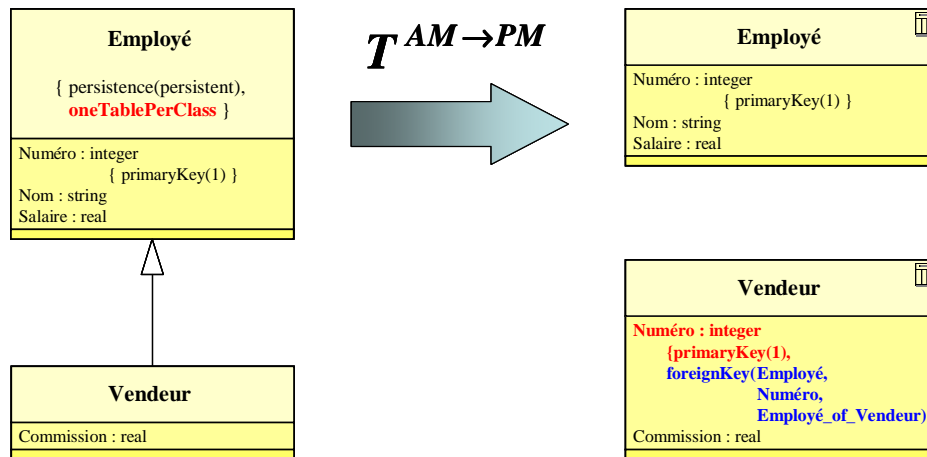 Employé
{ persistence(persistent),
oneTablePerClass }
Numéro : integer
{ primaryKey(1) }
Nom : string
Salaire : real
Vendeur
Commission : real
T AM→PM
Employé
Numéro : integer
{ primaryKey(1) }
Nom : string
Salaire : real
Vendeur
Numéro : integer
{primaryKey(1),
foreignKey(Employé,
Numéro,
Employé_of_Vendeur)
Commission : real